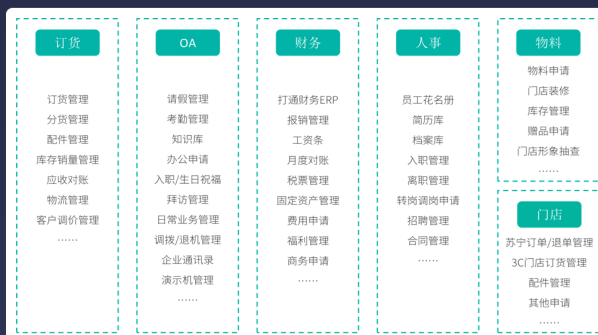 订货
订货管理
分货管理
配件管理
库存销量管理
应收对账
物流管理
客户调价管理
……
OA
请假管理
考勤管理
知识库
办公申请
入职/生日祝福
拜访管理
日常业务管理
调拨/退机管理
企业通讯录
演示机管理
……
财务
打通财务ERP
报销管理
工资条
月度对账
税票管理
固定资产管理
费用申请
福利管理
商务申请
……
人事
员工花名册
简历库
档案库
入职管理
离职管理
转岗调岗申请
招聘管理
合同管理
……
物料
物料申请
门店装修
库存管理
赠品申请
门店形象抽查
……
门店
苏宁订单/退单管理
3C门店订货管理
配件管理
其他申请
……